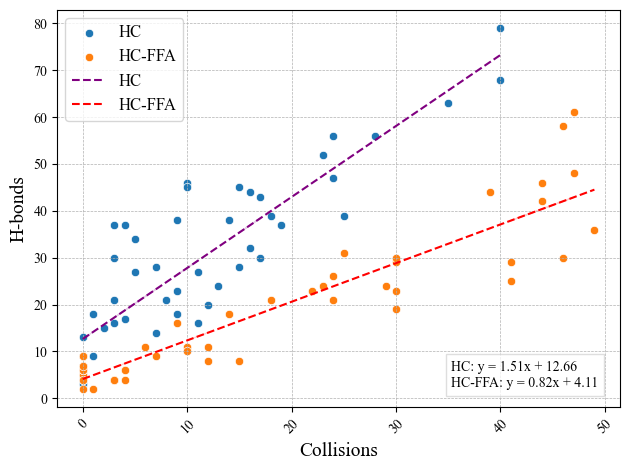 HC
HC-FFA
HC
HC-FFA
80
70
60
50
40
30
20
10
0
H-bonds
HC: y = 1.51x + 12.66
HC-FFA: y = 0.82x + 4.11
0
10
20
30
40
50
Collisions